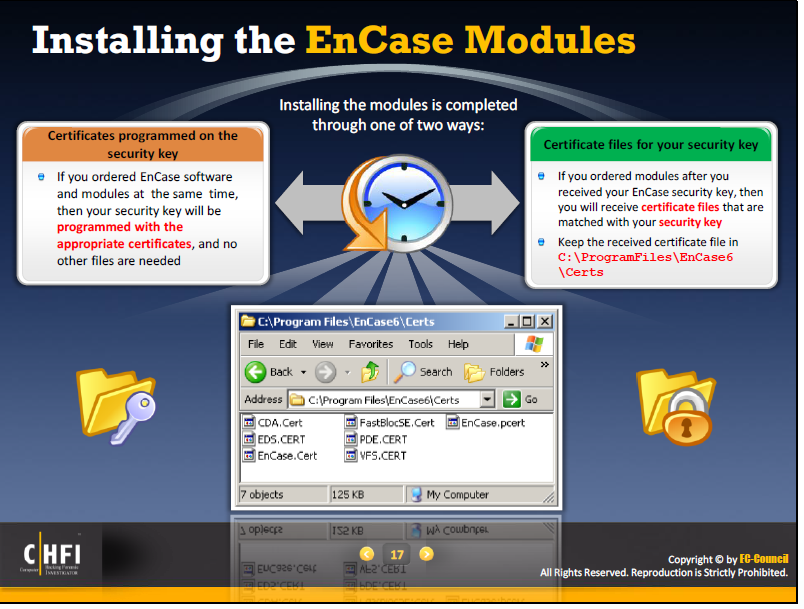 Installing the EnCase Modules
Installing the modules is completed
through one of two ways:
Certificates programmed on the
security key
If you ordered EnCase software
and modules at the same time,
then your security key will be
programmed with the
appropriate certificates, and no
other files are needed
Certificate files for your security key
If you ordered modules after you
received your EnCase security key, then
you will receive certificate files that are
matched with your security key
Keep the received certificate file in
C:\ProgramFiles\EnCase6
\Certs
C:\Program Files\EnCase6\Certs
File Edit View Favorites Tools Help
Back Search Folders »
Address C:\Program Files\EnCase6\Certs Go
CDA.Cert FastBlocSE.Cert EnCase.pcert
EDS.CERT PDE.CERT
EnCase.Cert VFS.CERT
7 objects 125 KB My Computer
CHFI
Computer Hacking Forensic
INVESTIGATOR
17
Copyright © by EC-Council
All Rights Reserved. Reproduction is Strictly Prohibited.